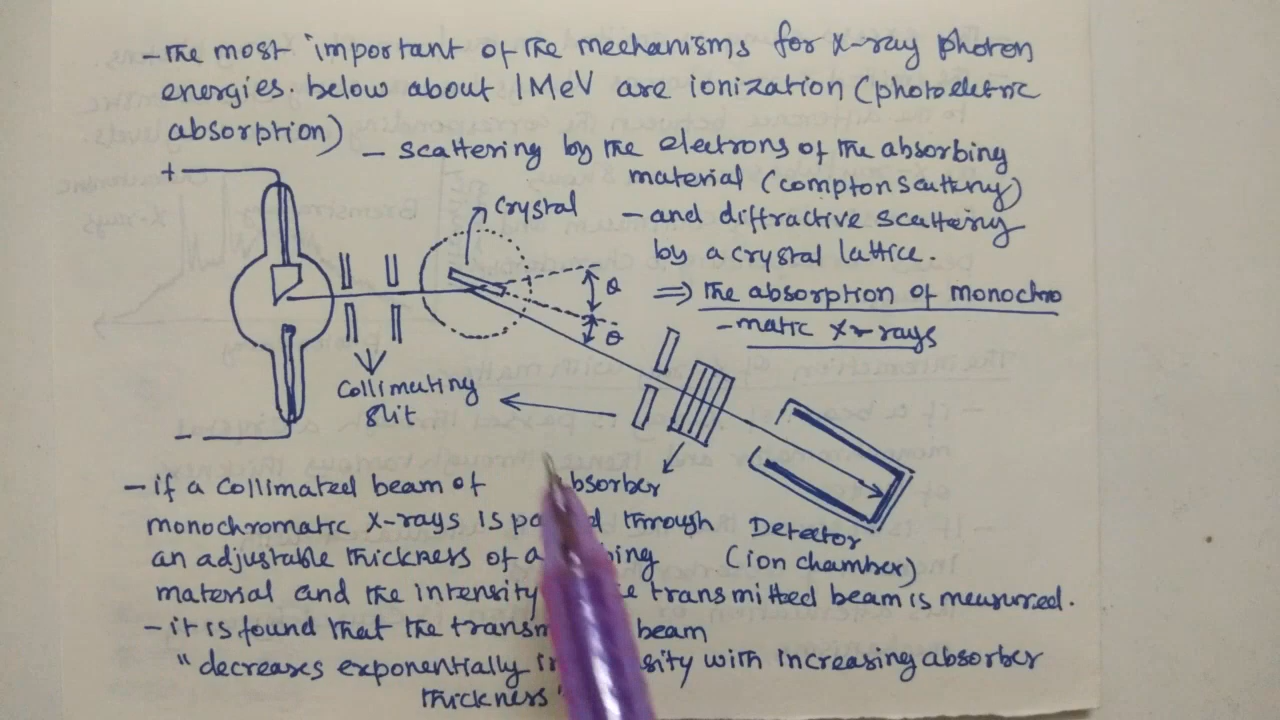 - The most important of the mechanisms for X-ray photon
energies. below about 1MeV are ionization (photoelectric
absorption)
- scattering by the electrons of the absorbing
material (compton scattering)
- and diffractive scattering
by a crystal lattice.
⇒ The absorption of monochro
-matic X-rays
+
crystal
θ
θ
Collimating
Slit
-
absorber
Detector
(ion chamber)
- if a collimated beam of
monochromatic X-rays is through
an adjustable thickness of
material and the intensity transmitted beam is measured.
- it is found that the beam
"decreases exponentially in with increasing absorber
thickness"